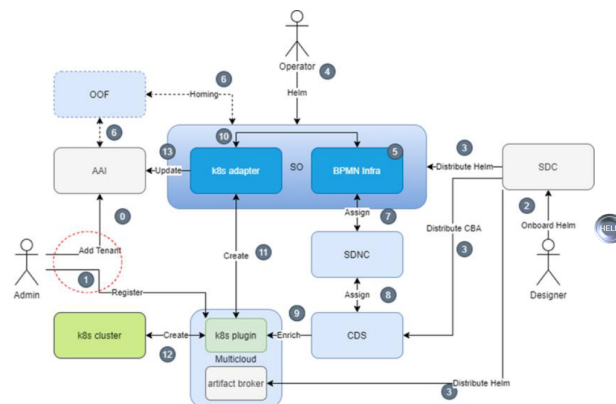 4
Operator
Helm
OOF
6
Homing
6
AAI
13
Update
10
k8s adapter
SO
5
BPMN Infra
3
Distribute Helm
SDC
2
Onboard Helm
Designer
HELP
0
Add Tenant
Admin
1
Register
Create
11
Assign
7
SDNC
Distribute CBA
3
Assign
8
9
Enrich
CDS
k8s cluster
Create
12
k8s plugin
Multicloud
artifact broker
Distribute Helm
3